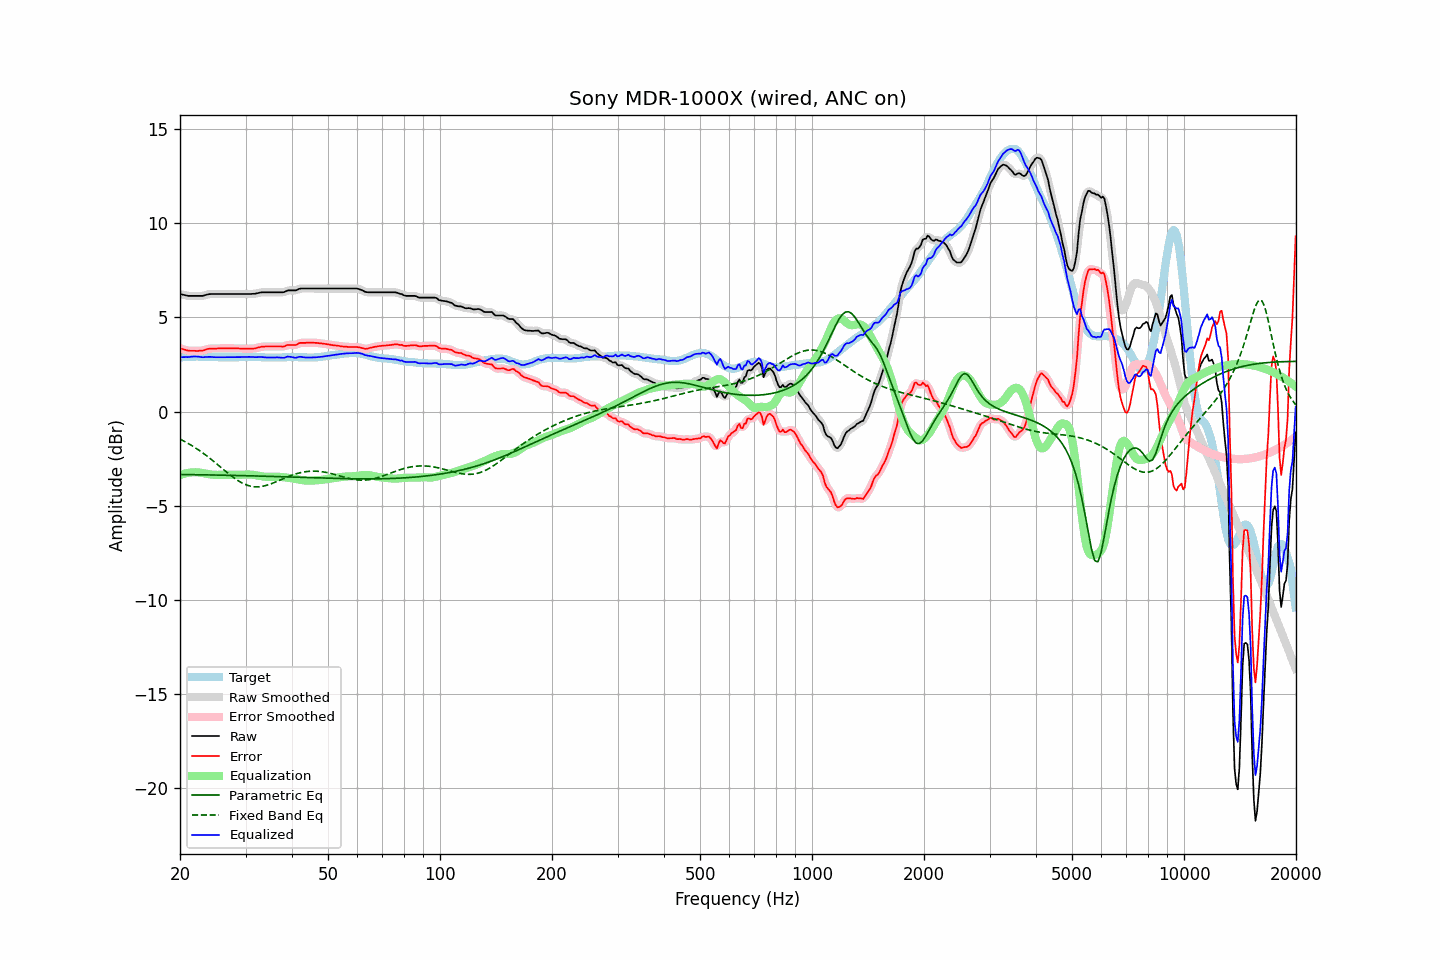 Sony MDR-1000X (wired, ANC on)
15
10
5
0
−5
−10
−15
−20
Amplitude (dBr)
Target
Raw Smoothed
Error Smoothed
Raw
Error
Equalization
Parametric Eq
Fixed Band Eq
Equalized
20 50 100 200 500 1000 2000 5000 10000 20000
Frequency (Hz)